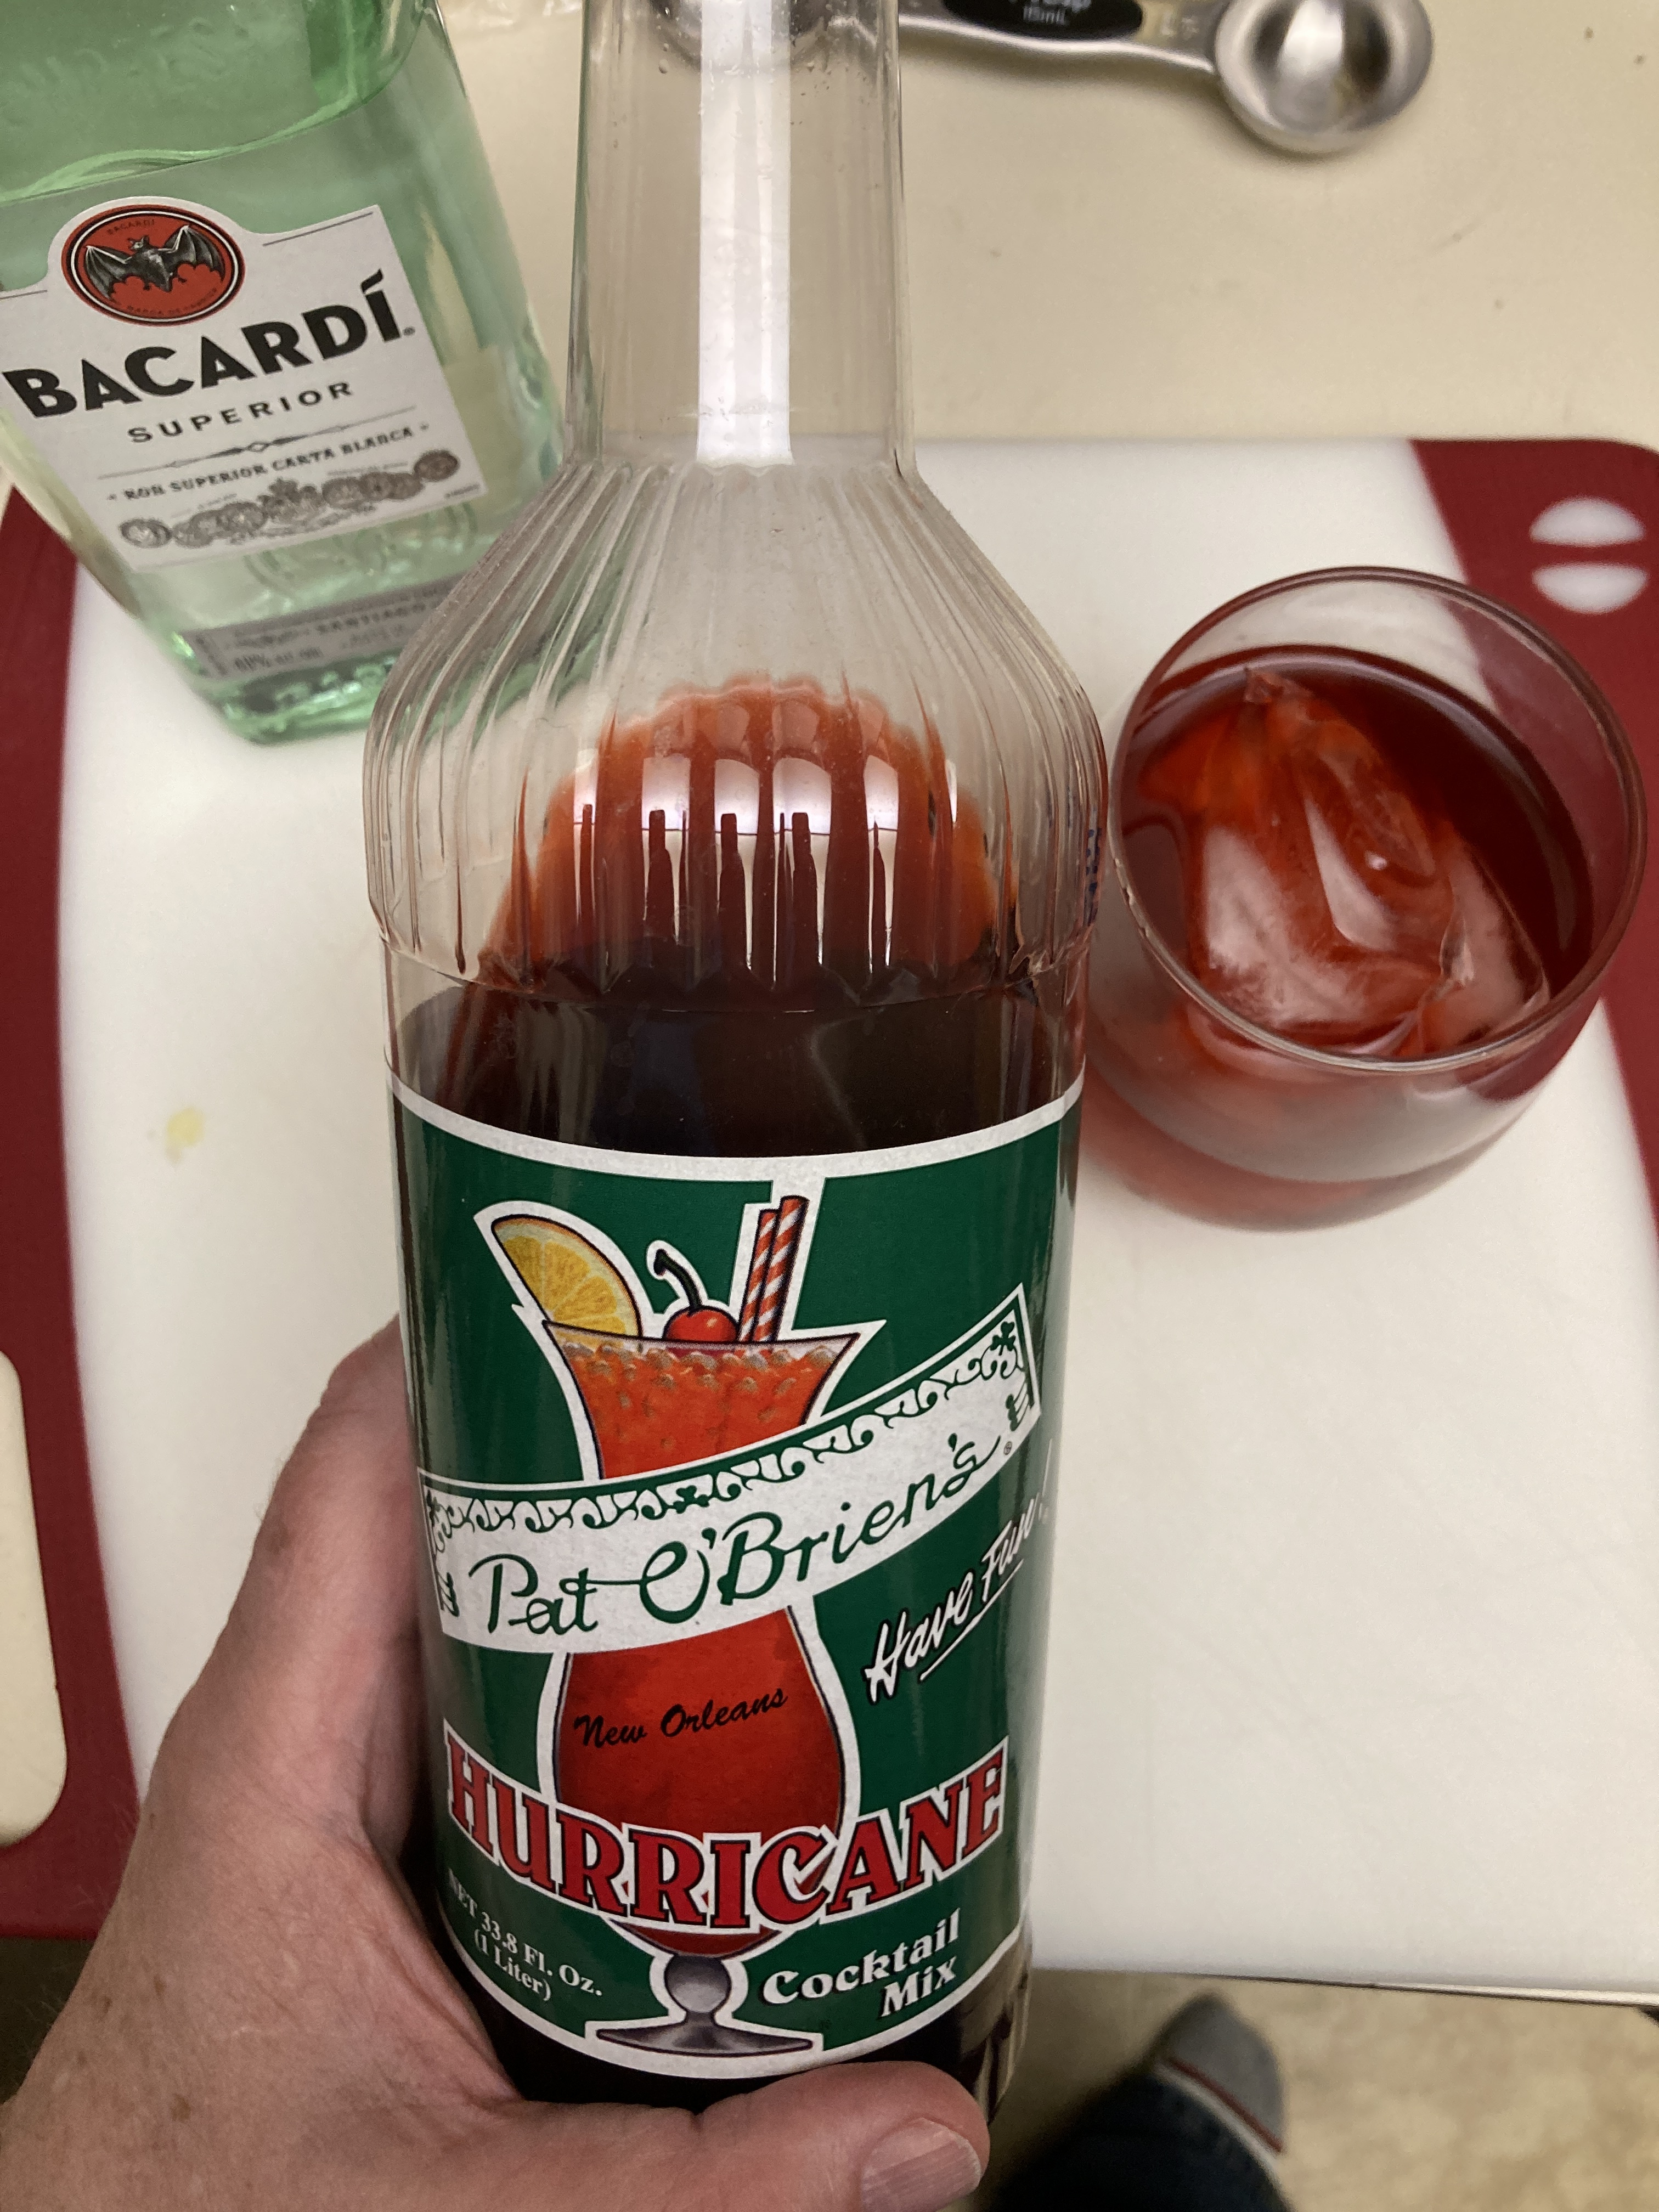 15mL
BACARDÍ
SUPERIOR
RON SUPERIOR CARTA BLANCA
Pat O'Brien's®
Have Fun!
New Orleans
HURRICANE
NET 33.8 Fl. Oz.
(1 Liter)
Cocktail
Mix